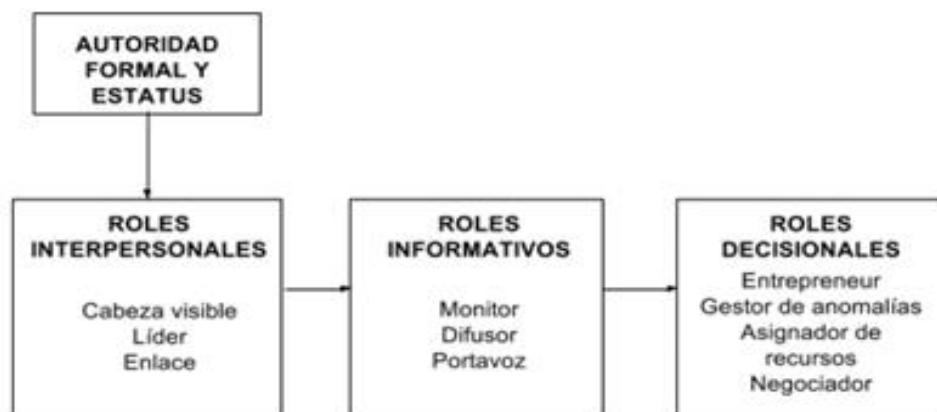 AUTORIDAD
FORMAL Y
ESTATUS
ROLES
INTERPERSONALES
Cabeza visible
Líder
Enlace
ROLES
INFORMATIVOS
Monitor
Difusor
Portavoz
ROLES
DECISIONALES
Entrepreneur
Gestor de anomalías
Asignador de
recursos
Negociador